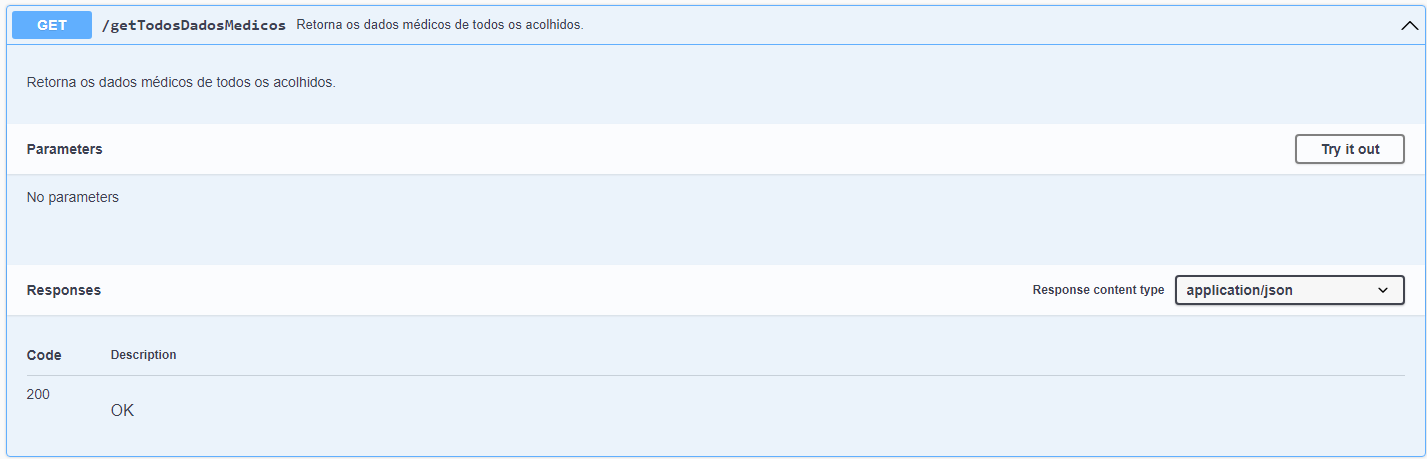 GET /getTodosDadosMedicos Retorna os dados médicos de todos os acolhidos.
Retorna os dados médicos de todos os acolhidos.
Parameters Try it out
No parameters
Responses Response content type application/json
Code Description
200
OK